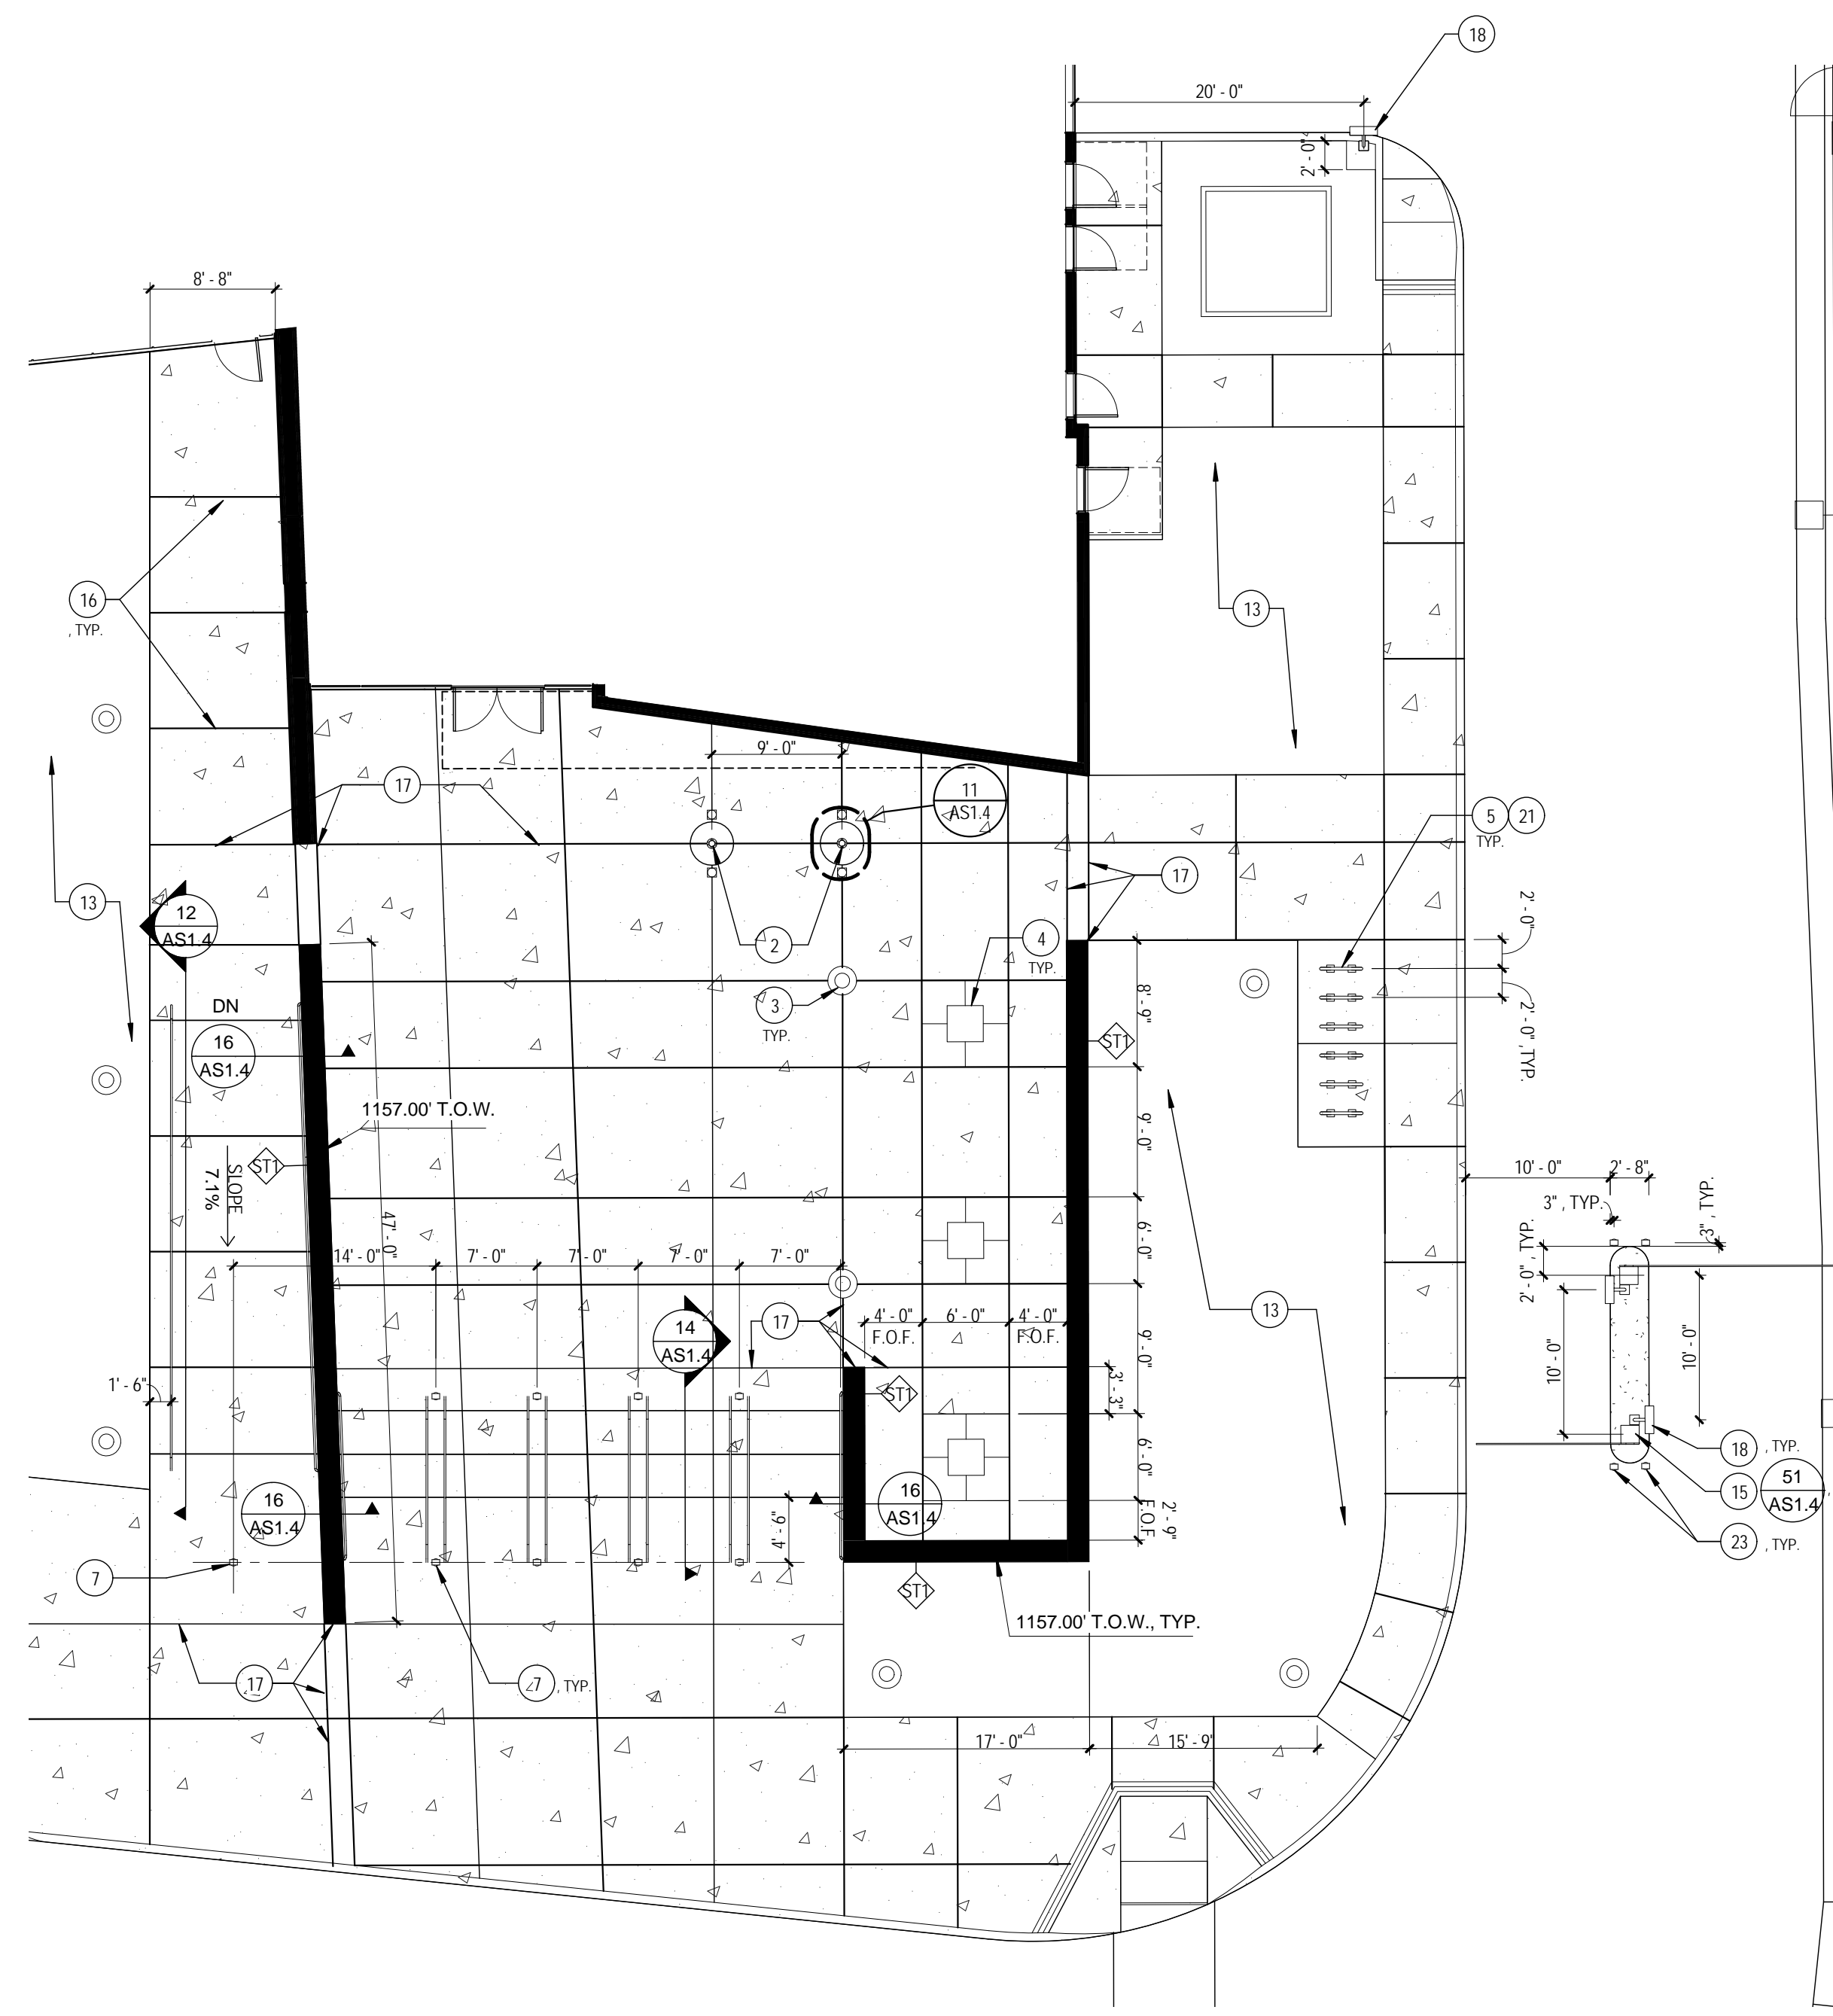 18
20' - 0"
2' - 0"
8' - 8"
16
, TYP.
13
17
9' - 0"
11
AS1.4
5
21
TYP.
17
13
12
AS1.4
2
4
TYP.
2' - 0"
3
TYP.
8' - 9"
2' - 0", TYP.
DN
16
AS1.4
ST1
1157.00' T.O.W.
9' - 0"
ST1
SLOPE
7.1%
10' - 0"
2' - 8"
3" , TYP.
3", TYP.
47' - 0"
6' - 0"
2' - 0", TYP.
14' - 0"
7' - 0"
7' - 0"
7' - 0"
7' - 0"
13
14
AS1.4
17
4' - 0"
F.O.F.
6' - 0"
4' - 0"
F.O.F.
9' - 0"
10' - 0"
10' - 0"
1' - 6"
ST1
3' - 3"
18
, TYP.
6' - 0"
15
51
AS1.4
16
AS1.4
16
AS1.4
4' - 6"
2' - 9"
F.O.F.
23
, TYP.
7
ST1
1157.00' T.O.W., TYP.
17
7
, TYP.
17' - 0"
15' - 9"